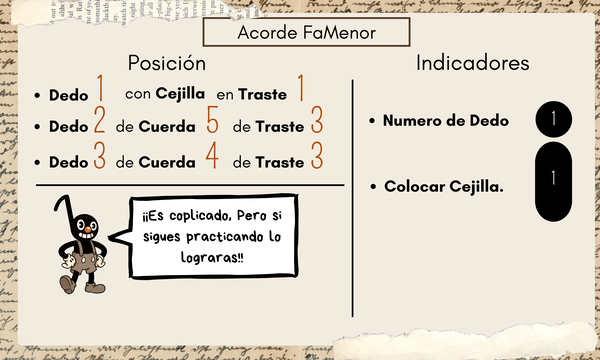 Acorde FaMenor
Posición
Dedo 1 con Cejilla en Traste 1
Dedo 2 de Cuerda 5 de Traste 3
Dedo 3 de Cuerda 4 de Traste 3
¡¡Es coplicado, Pero si
sigues practicando lo
lograras!!
Indicadores
Numero de Dedo
1
Colocar Cejilla.
1